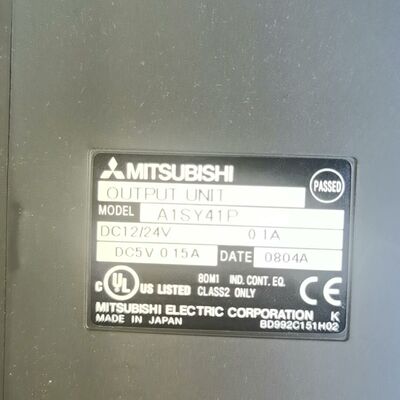 MITSUBISHI
OUTPUT UNIT
PASSED
MODEL A1SY41P
DC12/24V 0.1A
DC5V 0.15A DATE 0804A
C UL US LISTED 80M1 IND. CONT. EQ.
CLASS2 ONLY CE
MITSUBISHI ELECTRIC CORPORATION K
MADE IN JAPAN BD992C151H02